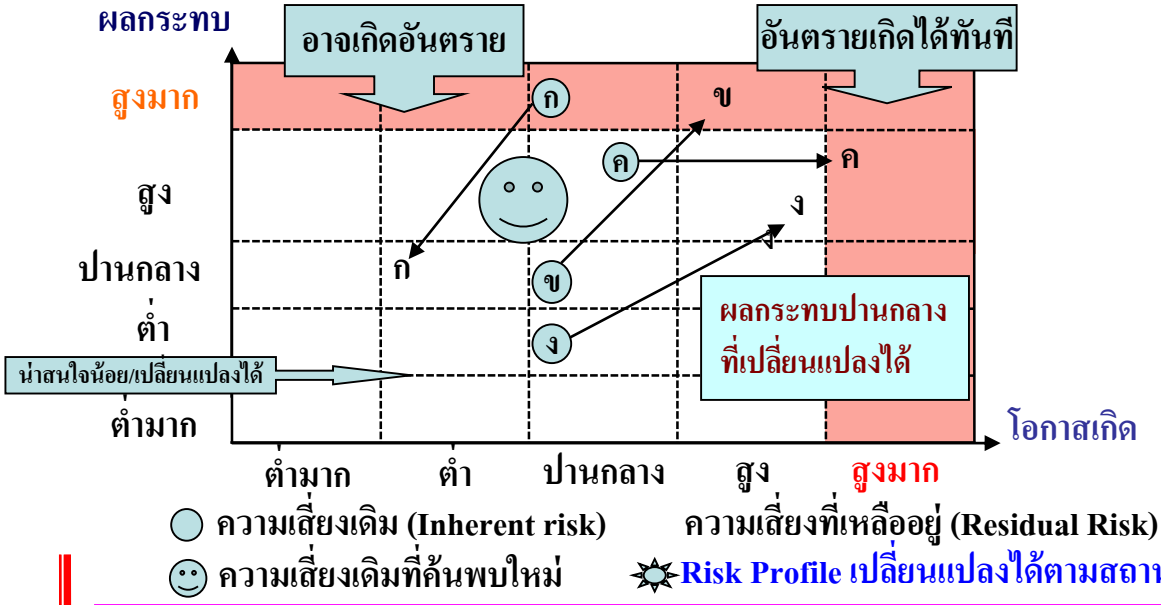 ผลกระทบ
อาจเกิดอันตราย
อันตรายเกิดได้ทันที
สูงมาก
ก
ข
ค
ค
สูง
ง
ง
ปานกลาง
ก
ข
ผลกระทบปานกลาง
ที่เปลี่ยนแปลงได้
ต่ำ
ง
น่าสนใจน้อย/เปลี่ยนแปลงได้
ต่ำมาก
โอกาสเกิด
ต่ำมาก
ต่ำ
ปานกลาง
สูง
สูงมาก
ความเสี่ยงเดิม (Inherent risk)
ความเสี่ยงที่เหลืออยู่ (Residual Risk)
ความเสี่ยงเดิมที่ค้นพบใหม่
Risk Profile เปลี่ยนแปลงได้ตามสถาน